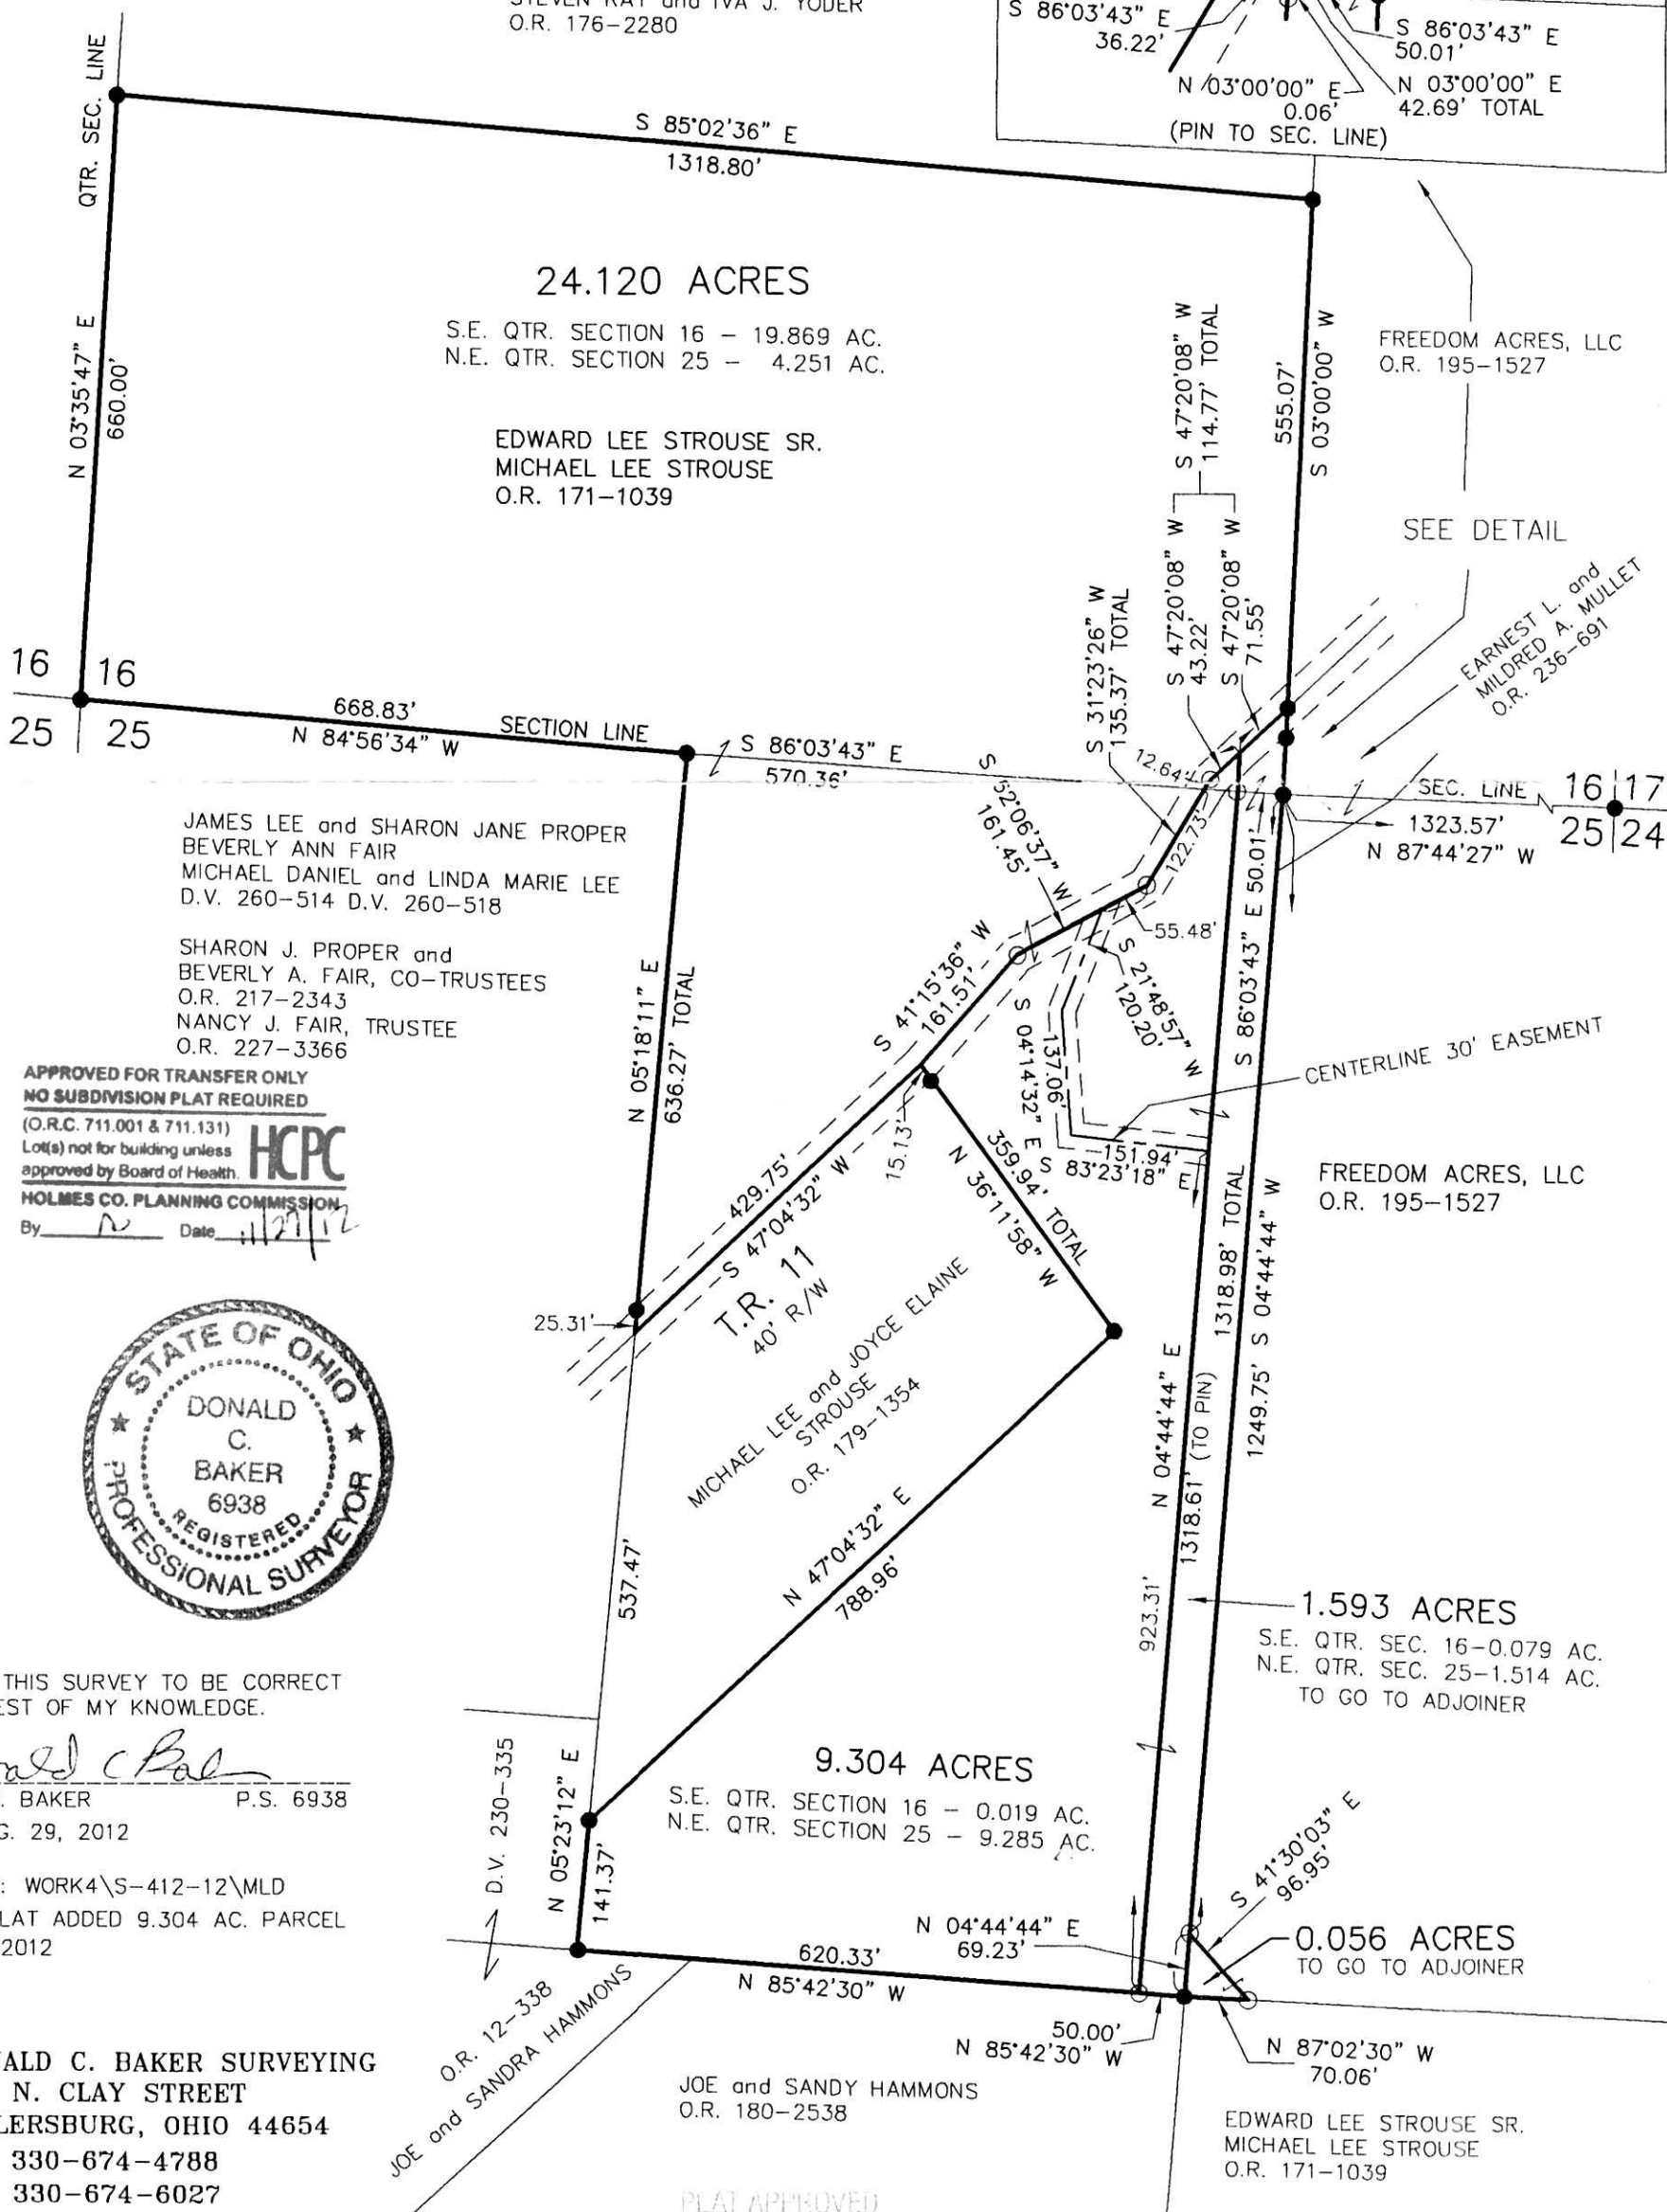 STEVEN RAY and IVA J. YODER
O.R. 176-2280
S 86°03'43" E
36.22'
S 86°03'43" E
50.01'
N 03°00'00" E
0.06'
N 03°00'00" E
42.69' TOTAL
(PIN TO SEC. LINE)
QTR. SEC. LINE
S 85°02'36" E
1318.80'
24.120 ACRES
S.E. QTR. SECTION 16 - 19.869 AC.
N.E. QTR. SECTION 25 - 4.251 AC.
EDWARD LEE STROUSE SR.
MICHAEL LEE STROUSE
O.R. 171-1039
N 03°35'47" E
660.00'
S 47°20'08" W
114.77' TOTAL
555.07'
S 03°00'00" W
FREEDOM ACRES, LLC
O.R. 195-1527
SEE DETAIL
EARNEST L. and
MILDRED A. MULLET
O.R. 236-691
S 31°23'26" W
135.37' TOTAL
S 47°20'08" W
43.22'
S 47°20'08" W
71.55'
16
16
25
25
668.83'
SECTION LINE
N 84°56'34" W
S 86°03'43" E
570.36'
12.64'
122.73'
S 52°06'37" W
161.45'
SEC. LINE
16 17
25 24
1323.57'
N 87°44'27" W
JAMES LEE and SHARON JANE PROPER
BEVERLY ANN FAIR
MICHAEL DANIEL and LINDA MARIE LEE
D.V. 260-514 D.V. 260-518
SHARON J. PROPER and
BEVERLY A. FAIR, CO-TRUSTEES
O.R. 217-2343
NANCY J. FAIR, TRUSTEE
O.R. 227-3366
N 05°18'11" E
636.27' TOTAL
S 41°15'36" W
161.51'
55.48'
S 21°48'57" W
120.20'
S 86°03'43" E 50.01'
137.06'
S 04°14'32" E
CENTERLINE 30' EASEMENT
151.94'
S 83°23'18" E
APPROVED FOR TRANSFER ONLY
NO SUBDIVISION PLAT REQUIRED
(O.R.C. 711.001 & 711.131)
Lot(s) not for building unless
approved by Board of Health.
HCPC
HOLMES CO. PLANNING COMMISSION
By Date 11/27/12
15.13'
359.94' TOTAL
N 36°11'58" W
429.75'
S 47°04'32" W
FREEDOM ACRES, LLC
O.R. 195-1527
25.31'
T.R. 11
40' R/W
MICHAEL LEE and JOYCE ELAINE
STROUSE
O.R. 179-1354
STATE OF OHIO
DONALD
C.
BAKER
6938
REGISTERED
PROFESSIONAL SURVEYOR
N 04°44'44" E
1318.61' (TO PIN)
1318.98' TOTAL
1249.75' S 04°44'44" W
537.47'
N 47°04'32" E
788.96'
923.31'
1.593 ACRES
S.E. QTR. SEC. 16-0.079 AC.
N.E. QTR. SEC. 25-1.514 AC.
TO GO TO ADJOINER
THIS SURVEY TO BE CORRECT
EST OF MY KNOWLEDGE.
. BAKER P.S. 6938
G. 29, 2012
: WORK4\S-412-12\MLD
LAT ADDED 9.304 AC. PARCEL
2012
D.V. 230-335
N 05°23'12" E
141.37'
9.304 ACRES
S.E. QTR. SECTION 16 - 0.019 AC.
N.E. QTR. SECTION 25 - 9.285 AC.
S 41°30'03" E
96.95'
N 04°44'44" E
69.23'
0.056 ACRES
TO GO TO ADJOINER
620.33'
N 85°42'30" W
50.00'
N 85°42'30" W
N 87°02'30" W
70.06'
O.R. 12-338
JOE and SANDRA HAMMONS
JOE and SANDY HAMMONS
O.R. 180-2538
EDWARD LEE STROUSE SR.
MICHAEL LEE STROUSE
O.R. 171-1039
NALD C. BAKER SURVEYING
N. CLAY STREET
LERSBURG, OHIO 44654
330-674-4788
330-674-6027
PLAT APPROVED